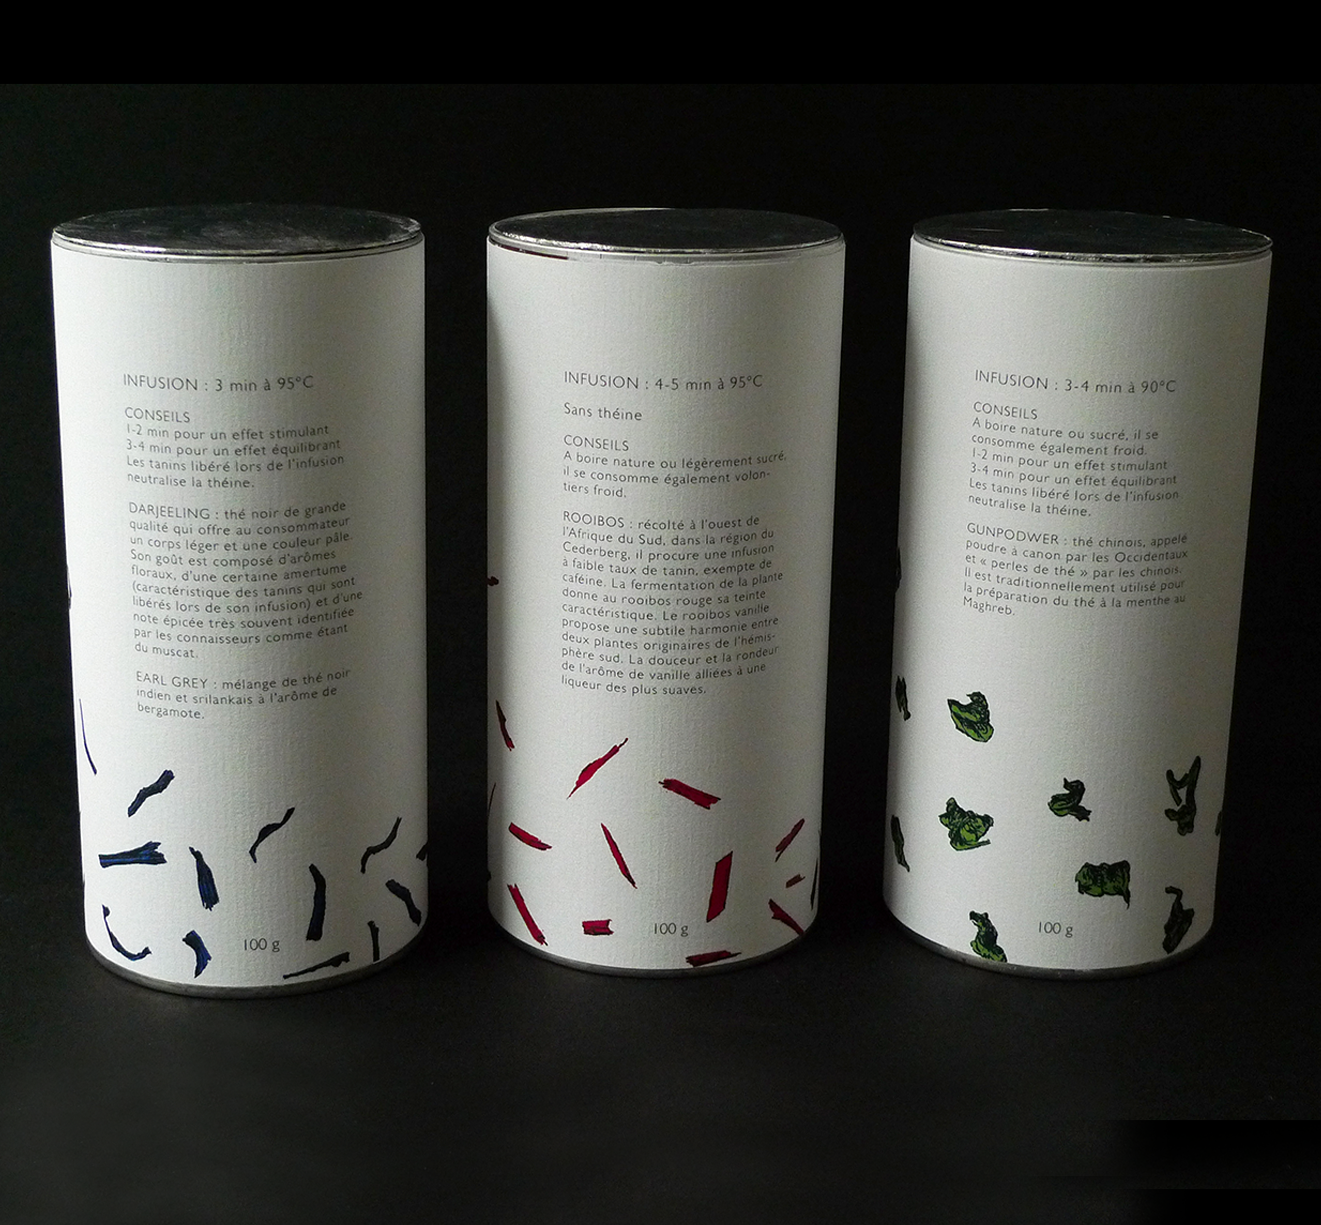 INFUSION : 3 min à 95°C
CONSEILS
1-2 min pour un effet stimulant
3-4 min pour un effet équilibrant
Les tanins libéré lors de l'infusion
neutralise la théine.
DARJEELING : thé noir de grande
qualité qui offre au consommateur
un corps léger et une couleur pâle.
Son goût est composé d'arômes
floraux, d'une certaine amertume
(caractéristique des tanins qui sont
libérés lors de son infusion) et d'une
note épicée très souvent identifiée
par les connaisseurs comme étant
du muscat.
EARL GREY : mélange de thé noir
indien et srilankais à l'arôme de
bergamote.
100 g
INFUSION : 4-5 min à 95°C
Sans théine
CONSEILS
A boire nature ou légèrement sucré,
il se consomme également volon-
tiers froid.
ROOIBOS : récolté à l'ouest de
l'Afrique du Sud, dans la région du
Cederberg, il procure une infusion
à faible taux de tanin, exempte de
caféine. La fermentation de la plante
donne au rooibos rouge sa teinte
caractéristique. Le rooibos vanille
propose une subtile harmonie entre
deux plantes originaires de l'hémis-
phère sud. La douceur et la rondeur
de l'arôme de vanille alliées à une
liqueur des plus suaves.
100 g
INFUSION : 3-4 min à 90°C
CONSEILS
A boire nature ou sucré, il se
consomme également froid.
1-2 min pour un effet stimulant
3-4 min pour un effet équilibrant
Les tanins libéré lors de l'infusion
neutralise la théine.
GUNPODWER : thé chinois, appelé
poudre à canon par les Occidentaux
et « perles de thé » par les chinois.
Il est traditionnellement utilisé pour
la préparation du thé à la menthe au
Maghreb.
100 g